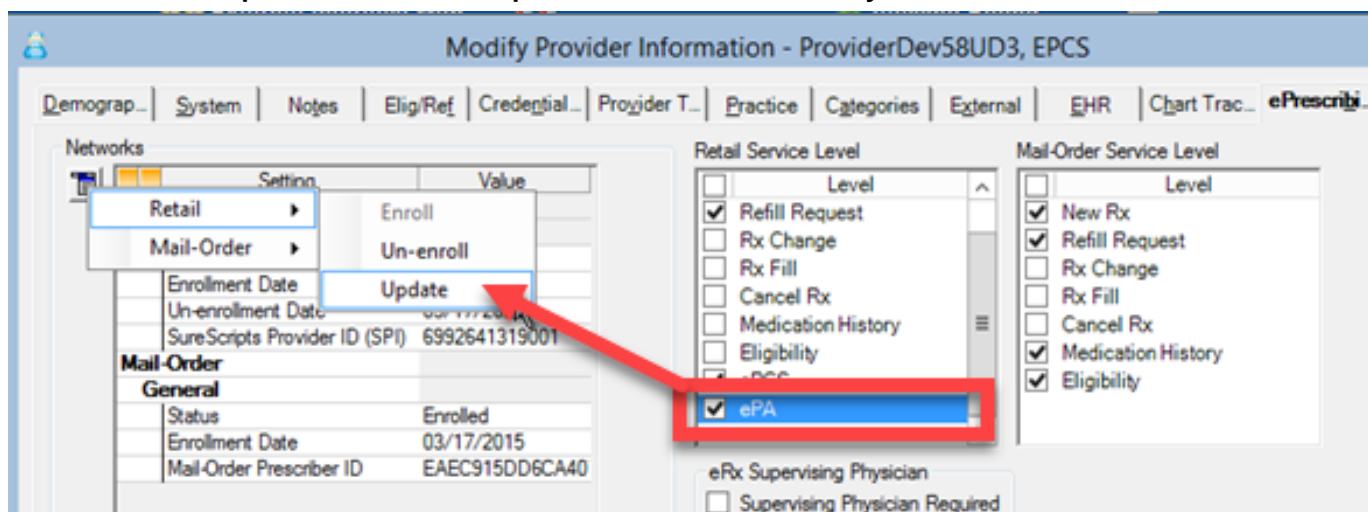 Modify Provider Information - ProviderDev58UD3, EPCS
Demograp... System Notes Elig/Ref Credential... Provider T... Practice Categories External EHR Chart Trac... ePrescribi...
Networks
Setting Value
Retail
Mail-Order
Enroll
Un-enroll
Update
Enrollment Date
Un-enrollment Date
SureScripts Provider ID (SPI) 6992641319001
Mail-Order
General
Status Enrolled
Enrollment Date 03/17/2015
Mail-Order Prescriber ID EAEC915DD6CA40
Retail Service Level
Level
Refill Request
Rx Change
Rx Fill
Cancel Rx
Medication History
Eligibility
ePA
eRx Supervising Physician
Supervising Physician Required
Mail-Order Service Level
Level
New Rx
Refill Request
Rx Change
Rx Fill
Cancel Rx
Medication History
Eligibility